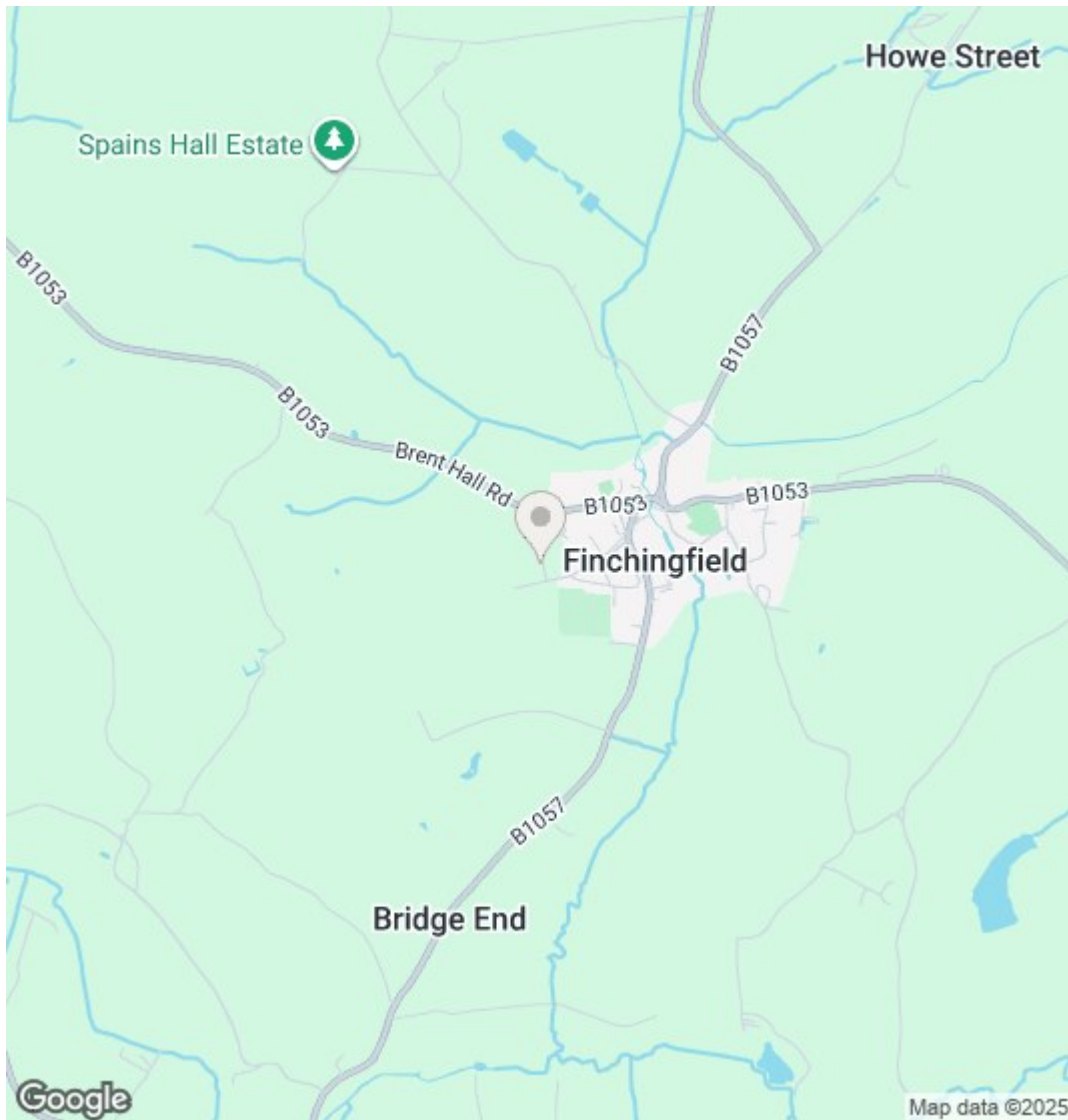 Howe Street
Spains Hall Estate
B1053
B1057
B1053
Brent Hall Rd
B1053
B1053
Finchingfield
B1057
Bridge End
Google
Map data ©2025